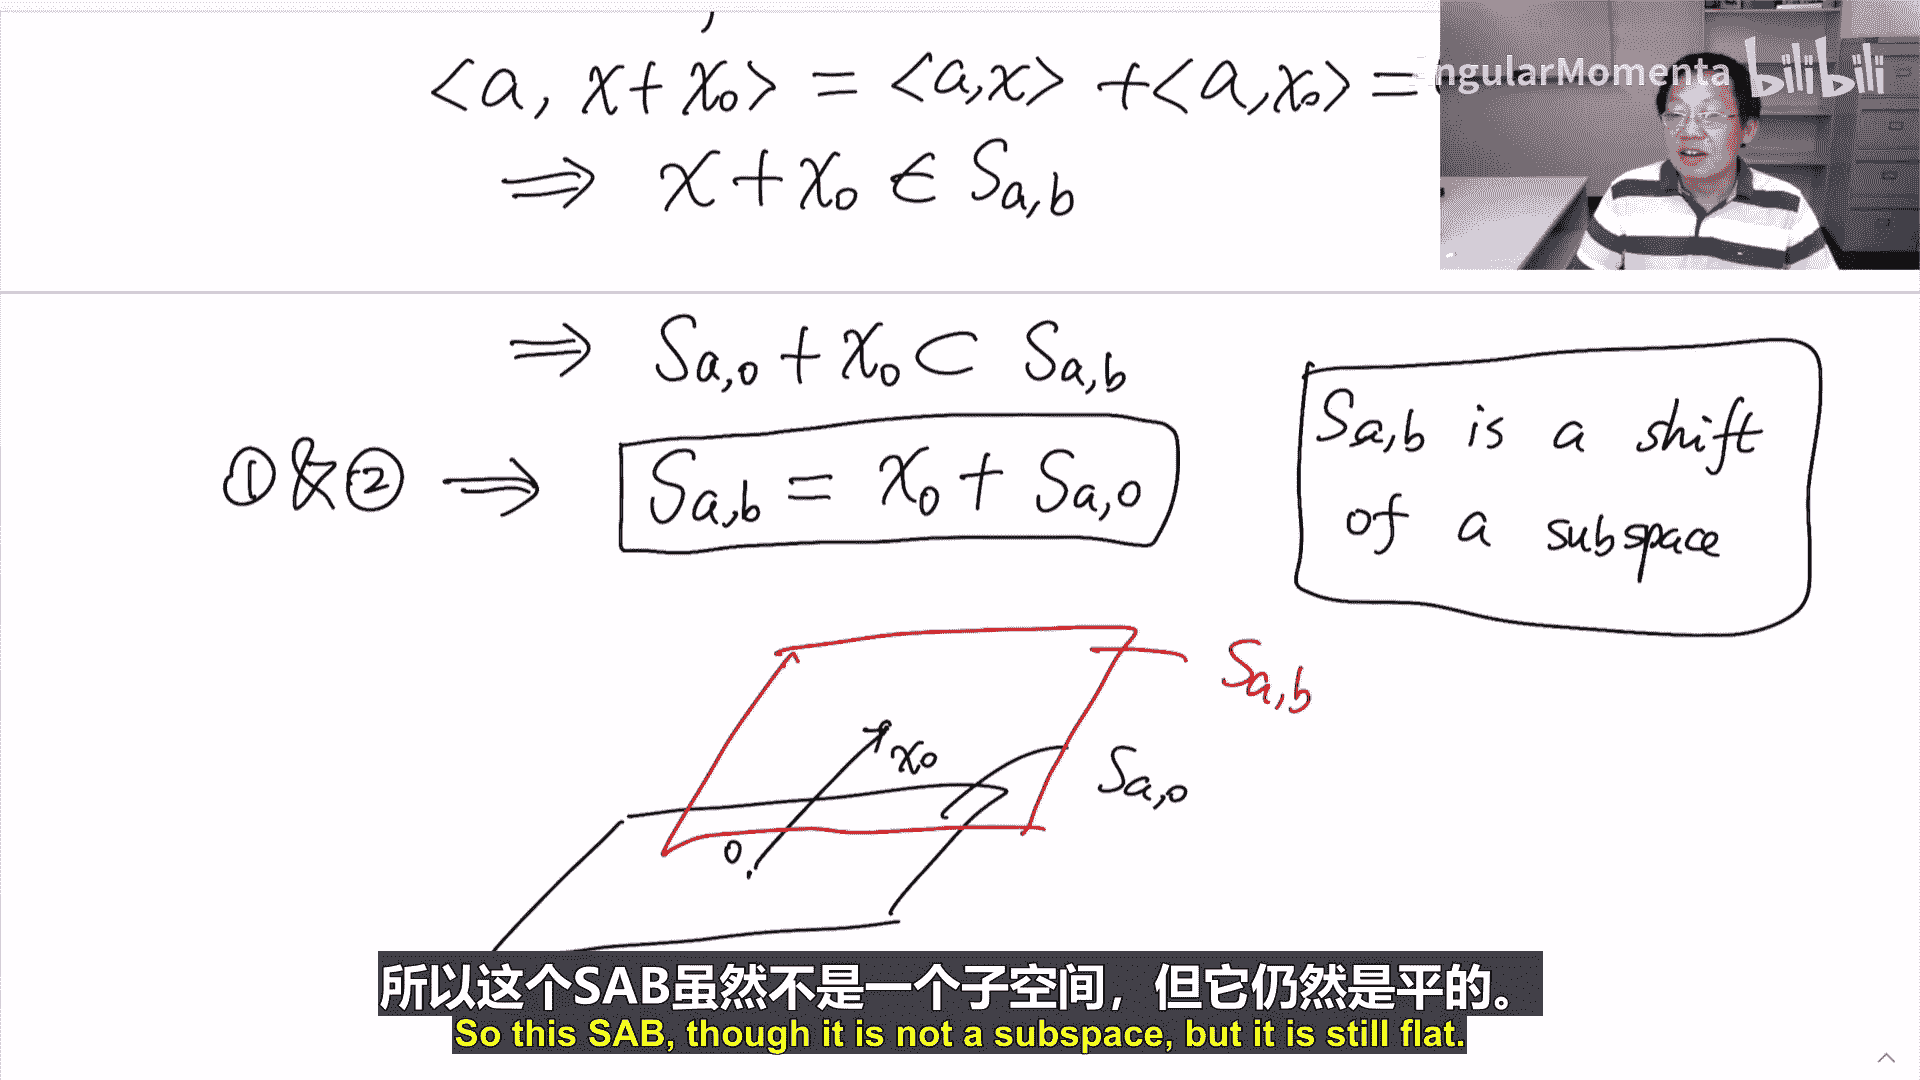 <a, x+x₀> = <a,x> + <a,x₀> =
ngularMomenta bilibili
⇒ x + x₀ ∈ Sa,b
⇒ Sa,0 + x₀ ⊂ Sa,b
①&② ⇒ Sa,b = x₀ + Sa,0
Sa,b is a shift
of a subspace
Sa,b
x₀
Sa,0
0
所以这个SAB虽然不是一个子空间，但它仍然是平的。
So this SAB, though it is not a subspace, but it is still flat.